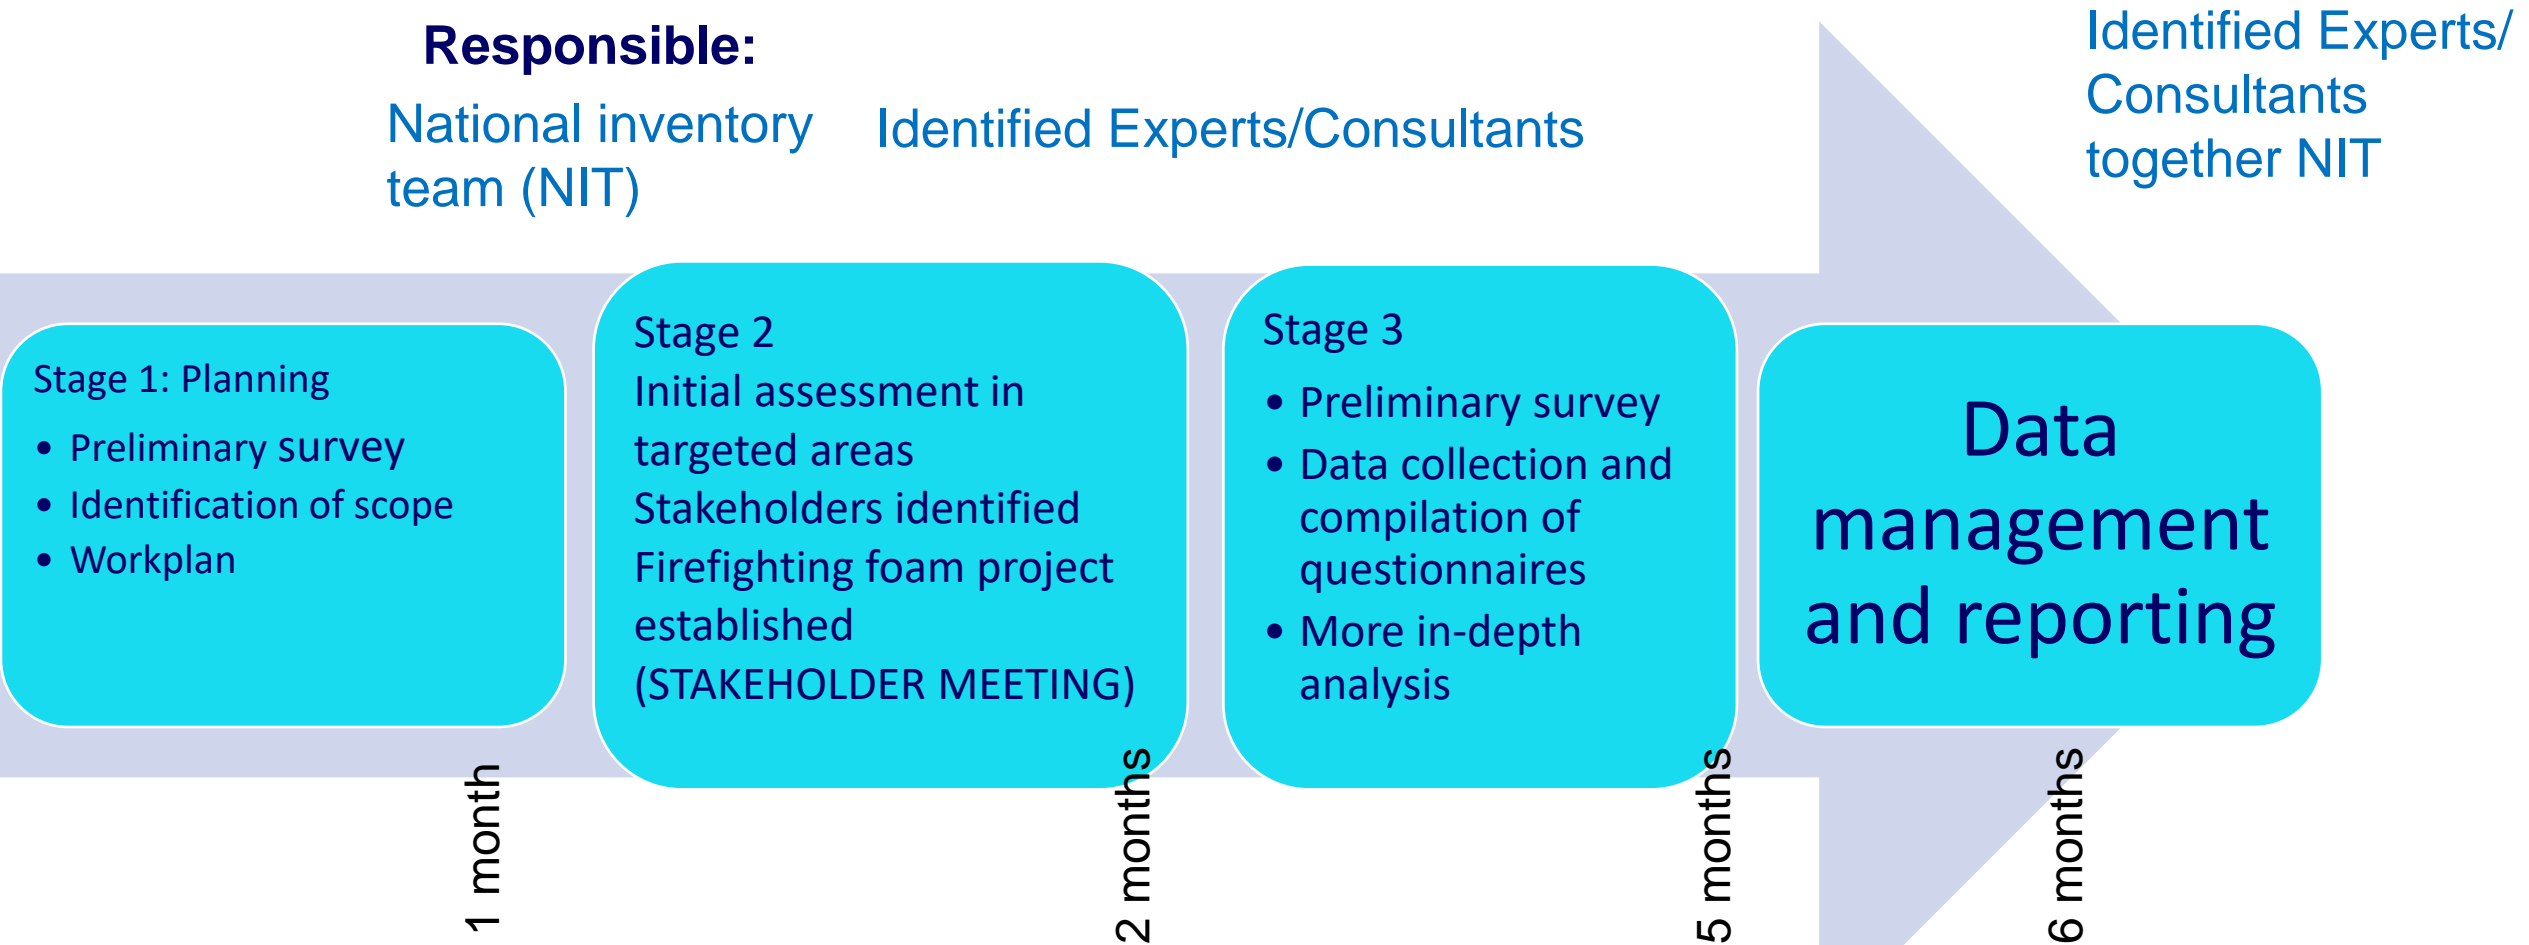 Responsible:
National inventory
team (NIT)
Identified Experts/Consultants
Identified Experts/
Consultants
together NIT
Stage 1: Planning
• Preliminary survey
• Identification of scope
• Workplan
Stage 2
Initial assessment in
targeted areas
Stakeholders identified
Firefighting foam project
established
(STAKEHOLDER MEETING)
Stage 3
• Preliminary survey
• Data collection and
compilation of
questionnaires
• More in-depth
analysis
Data
management
and reporting
1 month
2 months
5 months
6 months